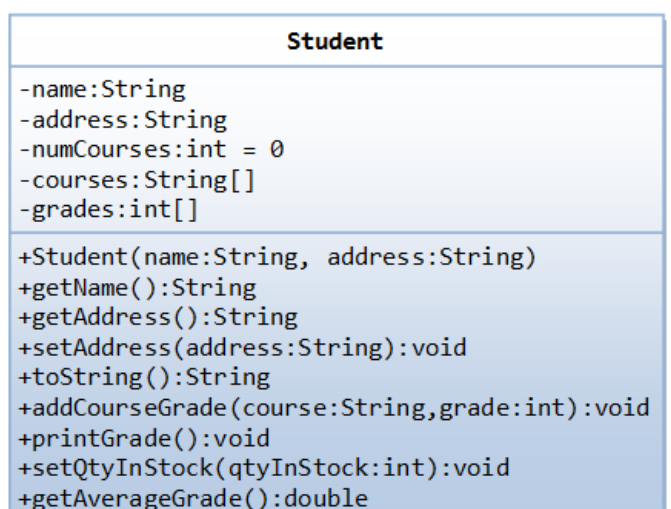 Student
-name:String
-address:String
-numCourses:int = 0
-courses:String[]
-grades:int[]
+Student(name:String, address:String)
+getName():String
+getAddress():String
+setAddress(address:String):void
+toString():String
+addCourseGrade(course:String,grade:int):void
+printGrade():void
+setQtyInStock(qtyInStock:int):void
+getAverageGrade():double